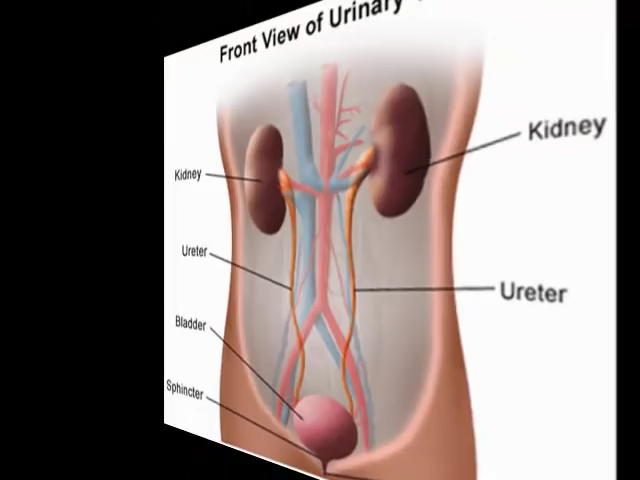 Front View of Urinary
Kidney
Kidney
Ureter
Ureter
Bladder
Sphincter